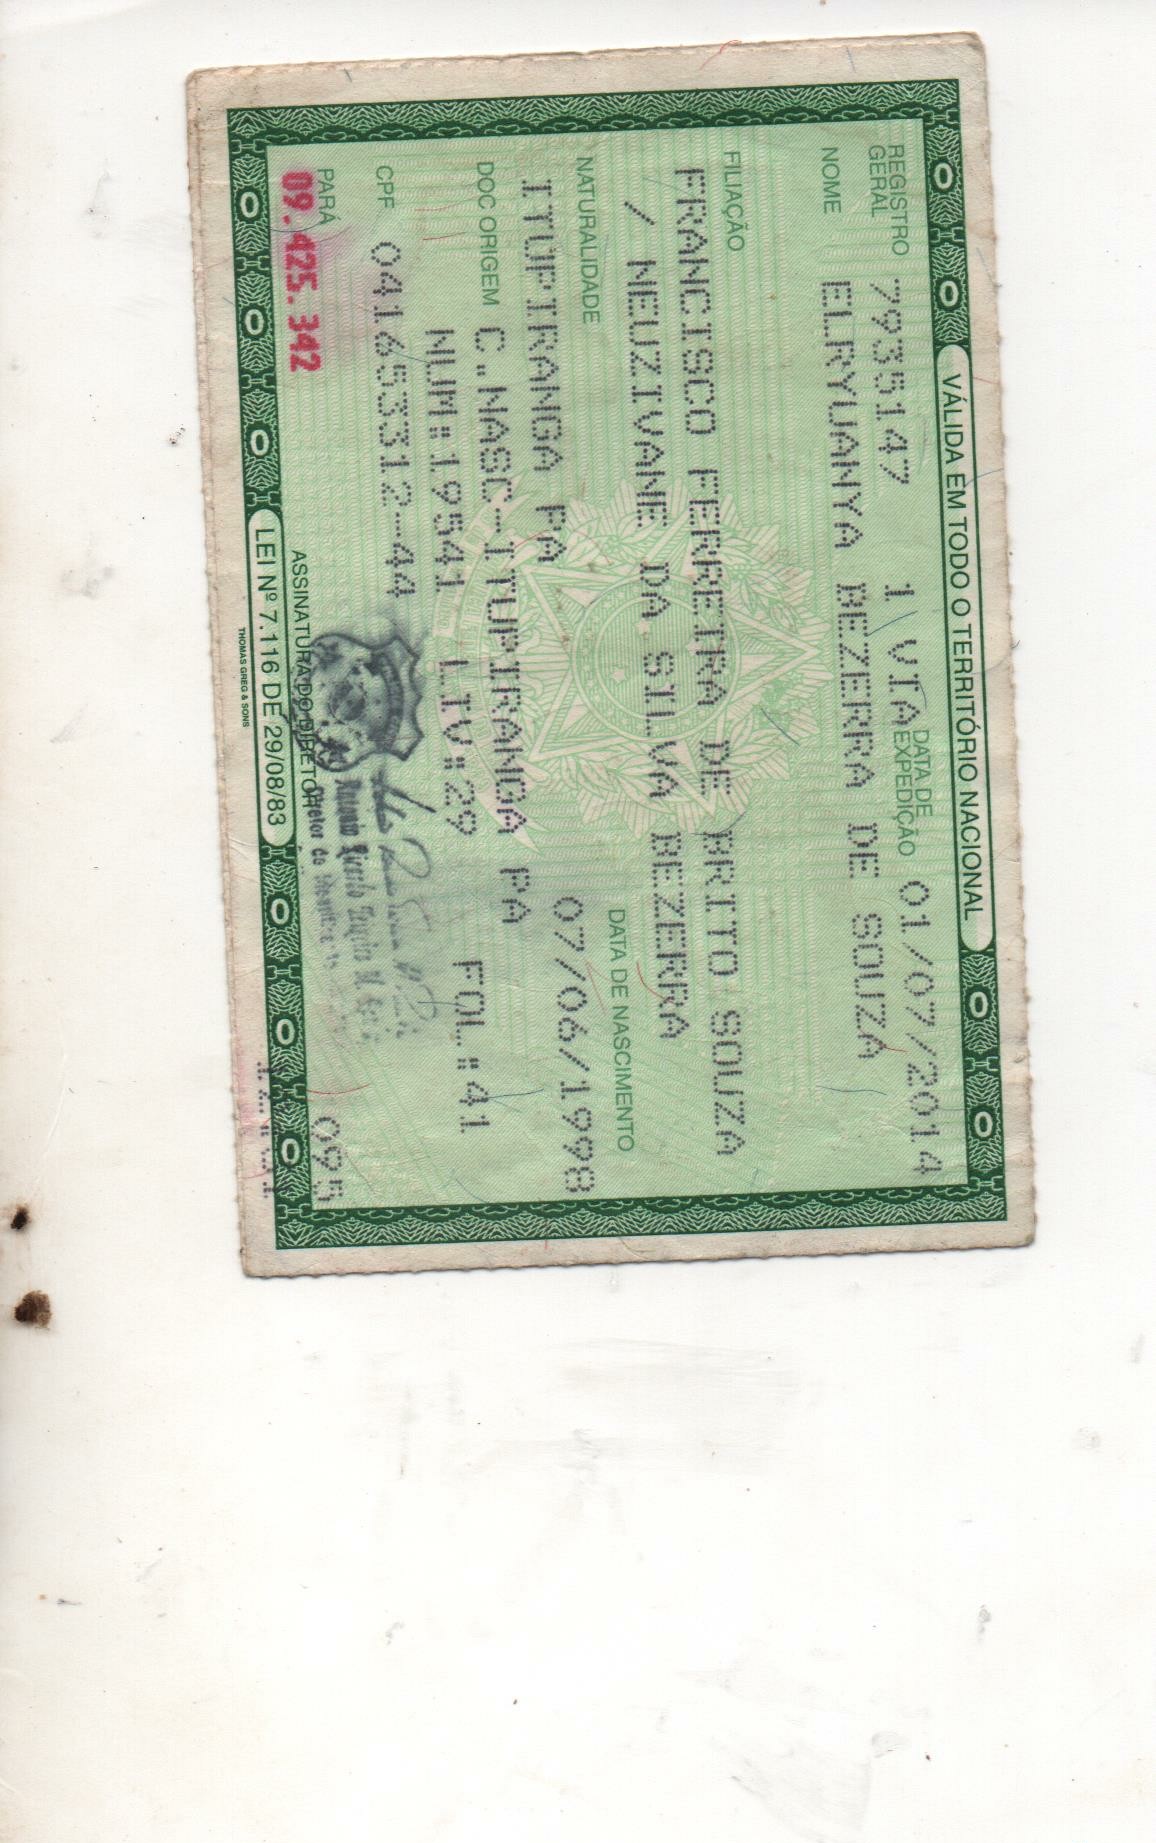 VÁLIDA EM TODO O TERRITÓRIO NACIONAL
REGISTRO GERAL 7935147 1 VIA DATA DE EXPEDIÇÃO 01/07/2014
NOME ELRYUANYA BEZERRA DE SOUZA
FILIAÇÃO
FRANCISCO FERREIRA DE BRITO SOUZA
/ NEUZIVANE DA SILVA BEZERRA
NATURALIDADE DATA DE NASCIMENTO
ITUPIRANGA PA 07/06/1998
DOC ORIGEM C.NASC-ITUPIRANGA PA
NUM:19541 LIV:29 FOL:41
CPF 041653312-44
PARÁ 095
09.425.342
ASSINATURA DO DIRETOR
LEI Nº 7.116 DE 29/08/83
THOMAS GREG & SONS